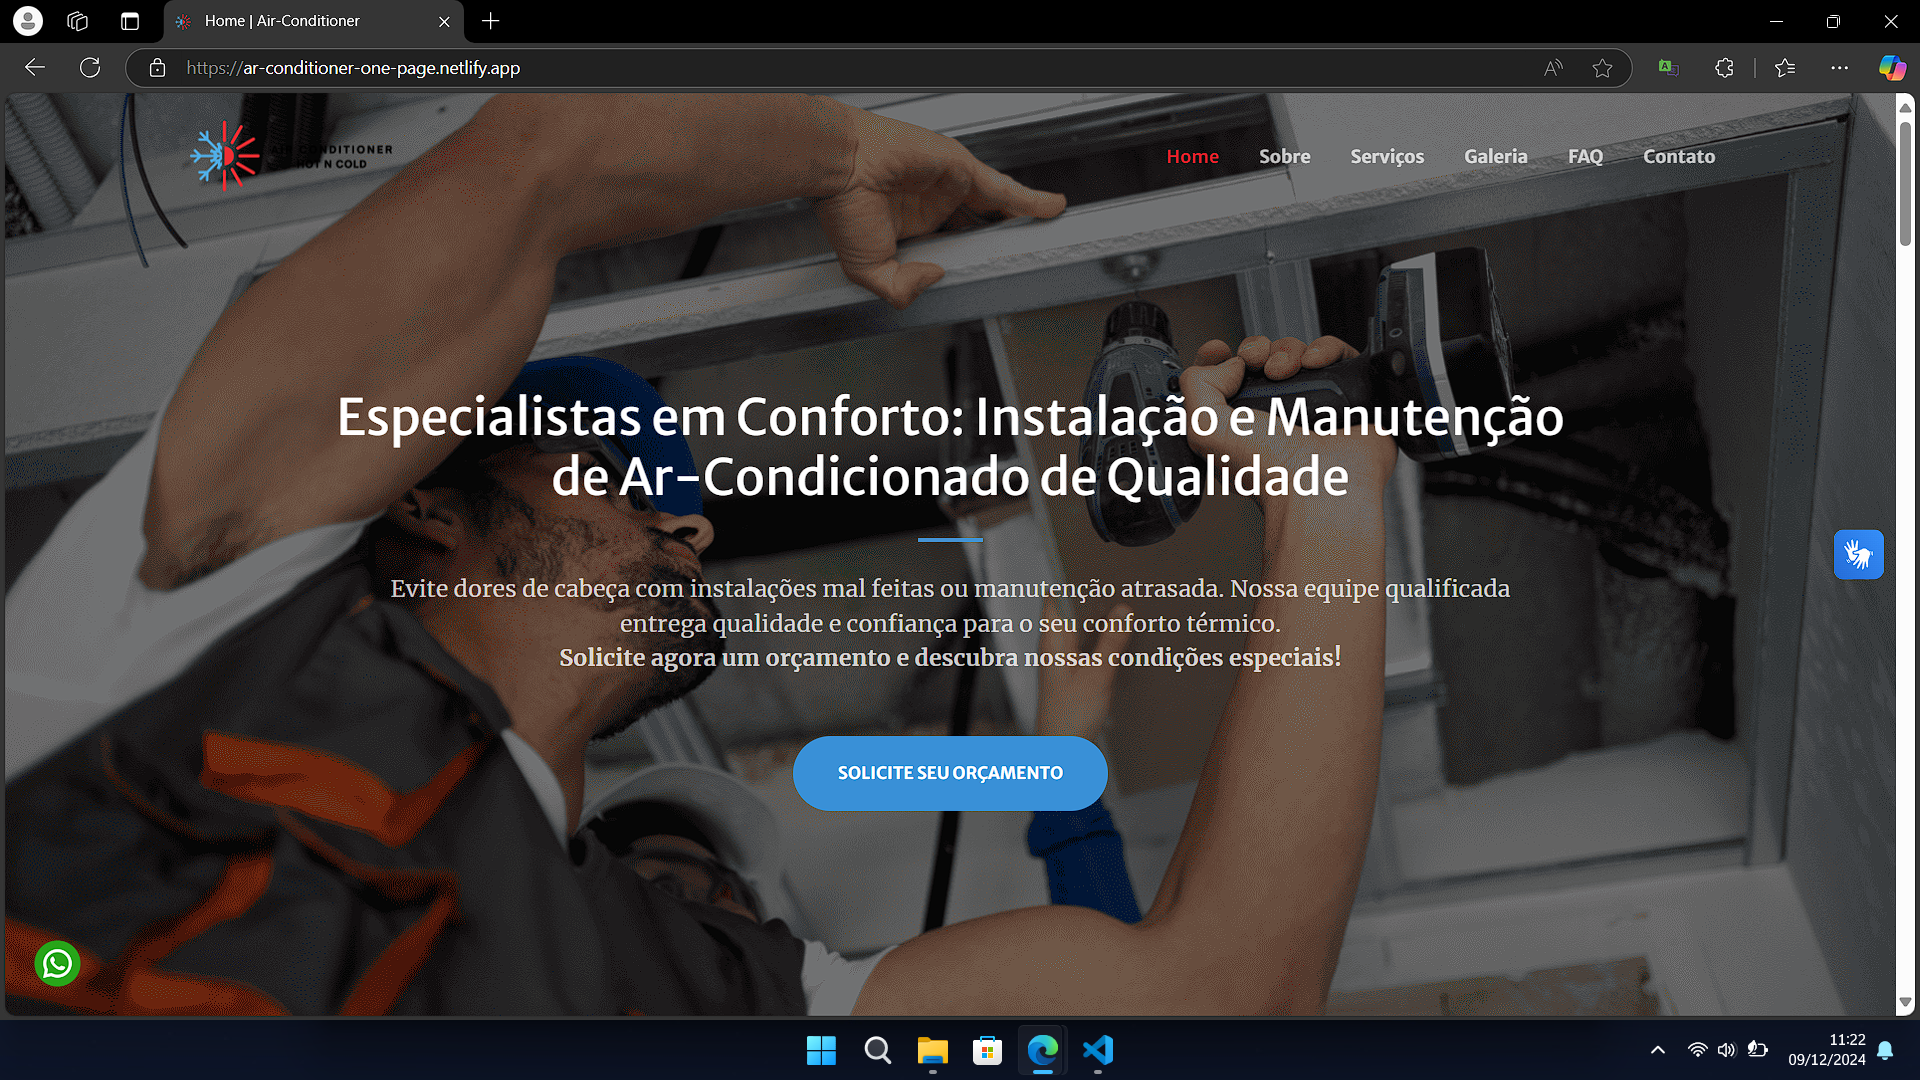 Home | Air-Conditioner
https://ar-conditioner-one-page.netlify.app
AIR CONDITIONER
HOT N COLD
Home
Sobre
Serviços
Galeria
FAQ
Contato
Especialistas em Conforto: Instalação e Manutenção
de Ar-Condicionado de Qualidade
Evite dores de cabeça com instalações mal feitas ou manutenção atrasada. Nossa equipe qualificada
entrega qualidade e confiança para o seu conforto térmico.
Solicite agora um orçamento e descubra nossas condições especiais!
SOLICITE SEU ORÇAMENTO
11:22
09/12/2024